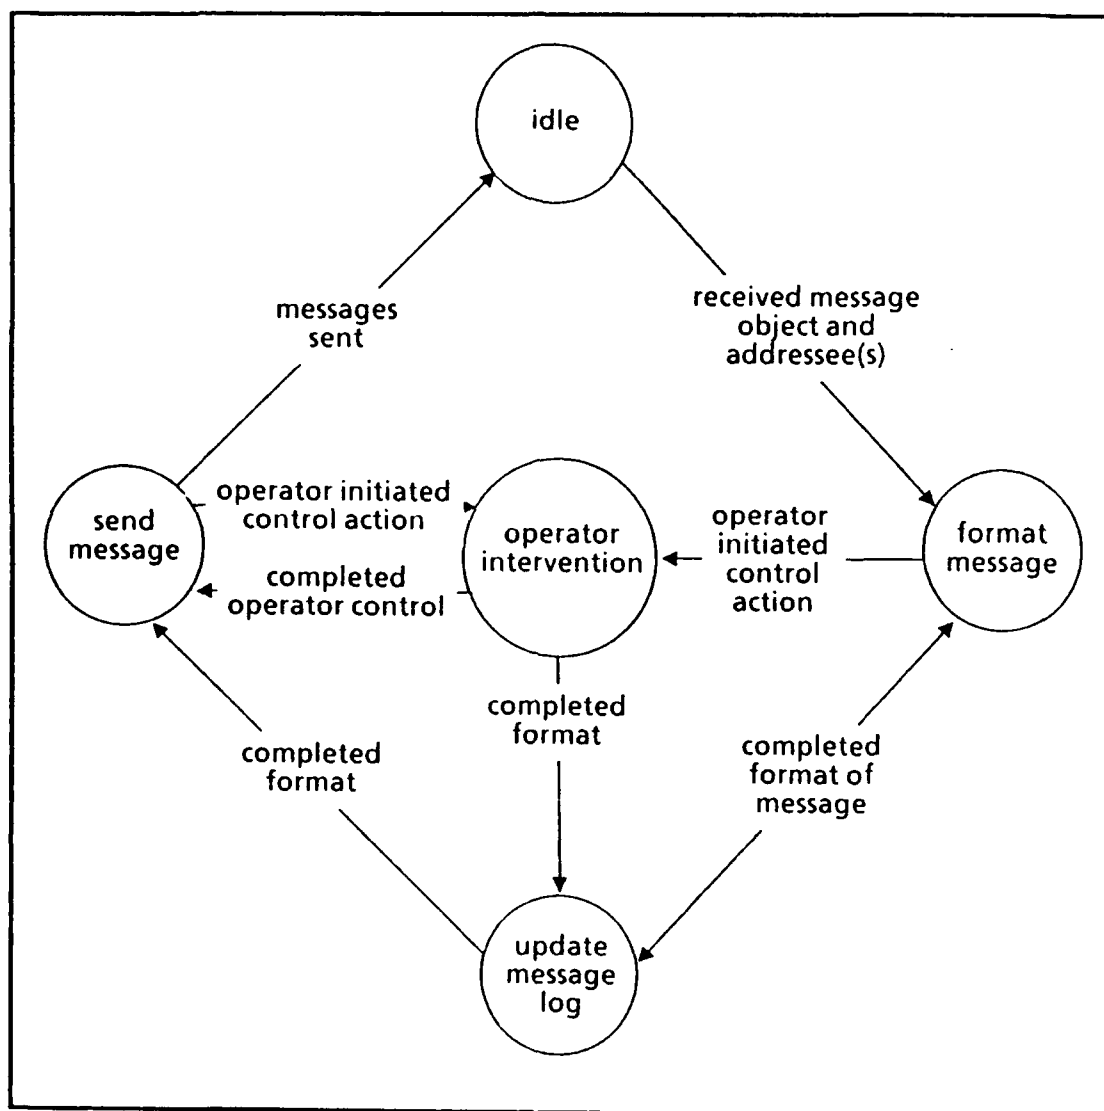 idle
messages
sent
received message
object and
addressee(s)
send
message
operator initiated
control action
completed
operator control
operator
intervention
operator
initiated
control
action
format
message
completed
format
completed
format
completed
format of
message
update
message
log